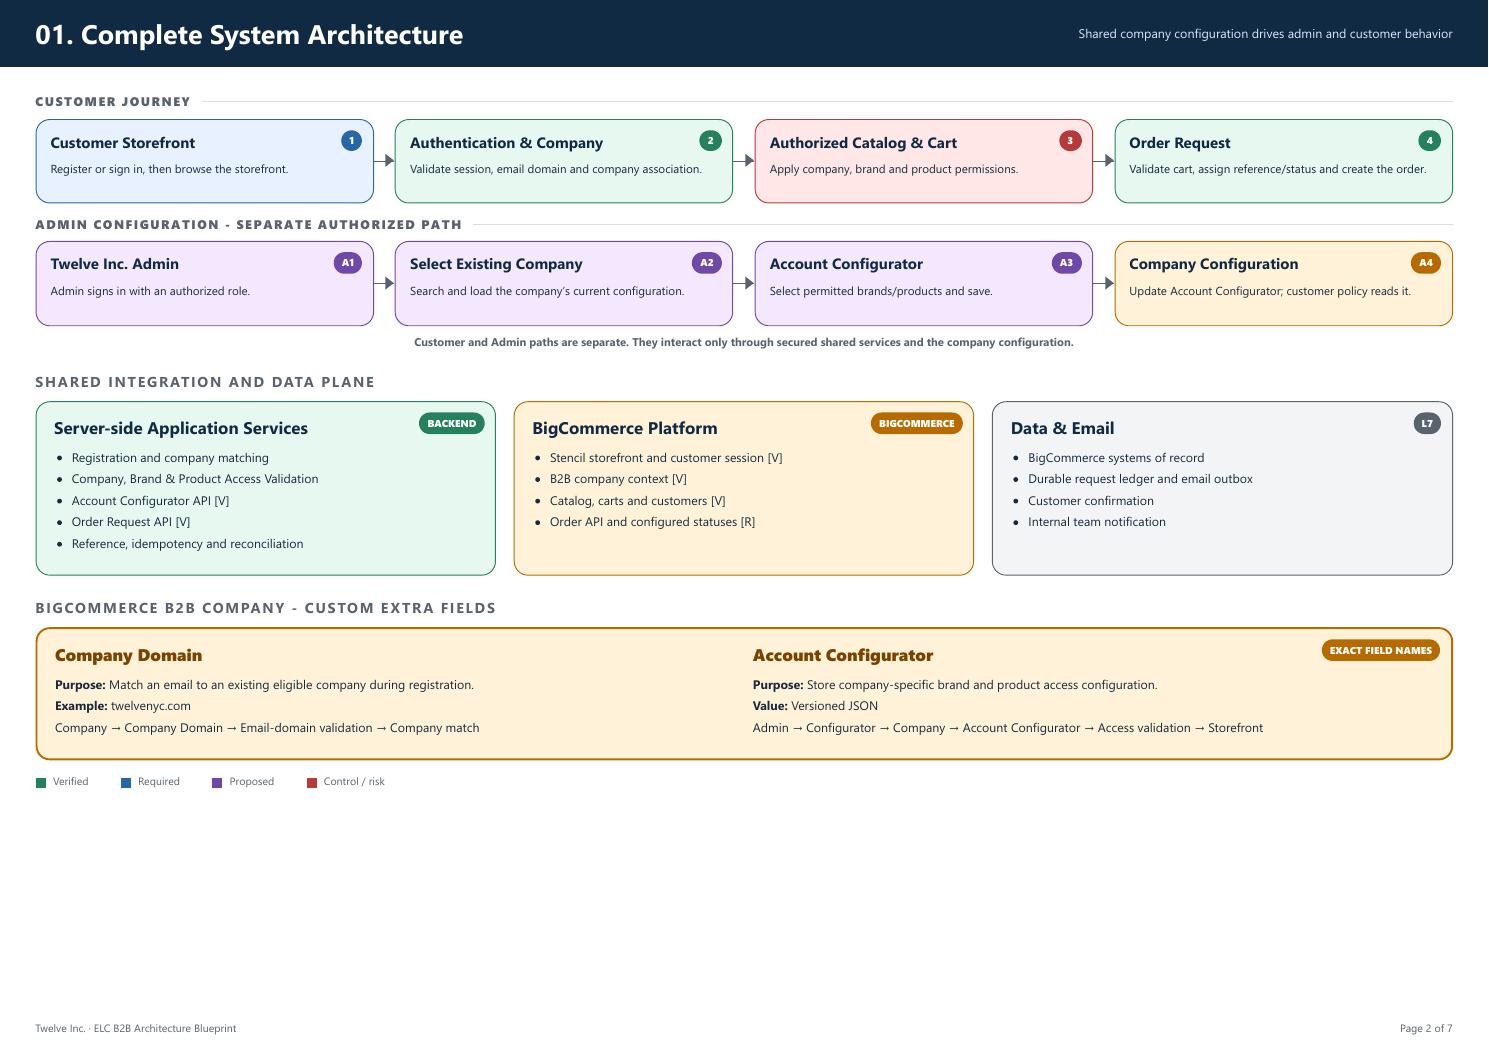 01. Complete System Architecture
Shared company configuration drives admin and customer behavior
CUSTOMER JOURNEY
Customer Storefront
1
Register or sign in, then browse the storefront.
Authentication & Company
2
Validate session, email domain and company association.
Authorized Catalog & Cart
3
Apply company, brand and product permissions.
Order Request
4
Validate cart, assign reference/status and create the order.
ADMIN CONFIGURATION - SEPARATE AUTHORIZED PATH
Twelve Inc. Admin
A1
Admin signs in with an authorized role.
Select Existing Company
A2
Search and load the company's current configuration.
Account Configurator
A3
Select permitted brands/products and save.
Company Configuration
A4
Update Account Configurator; customer policy reads it.
Customer and Admin paths are separate. They interact only through secured shared services and the company configuration.
SHARED INTEGRATION AND DATA PLANE
Server-side Application Services
BACKEND
• Registration and company matching
• Company, Brand & Product Access Validation
• Account Configurator API [V]
• Order Request API [V]
• Reference, idempotency and reconciliation
BigCommerce Platform
BIGCOMMERCE
• Stencil storefront and customer session [V]
• B2B company context [V]
• Catalog, carts and customers [V]
• Order API and configured statuses [R]
Data & Email
L7
• BigCommerce systems of record
• Durable request ledger and email outbox
• Customer confirmation
• Internal team notification
BIGCOMMERCE B2B COMPANY - CUSTOM EXTRA FIELDS
Company Domain
Purpose: Match an email to an existing eligible company during registration.
Example: twelvenyc.com
Company → Company Domain → Email-domain validation → Company match
Account Configurator
EXACT FIELD NAMES
Purpose: Store company-specific brand and product access configuration.
Value: Versioned JSON
Admin → Configurator → Company → Account Configurator → Access validation → Storefront
Verified
Required
Proposed
Control / risk
Twelve Inc. · ELC B2B Architecture Blueprint
Page 2 of 7